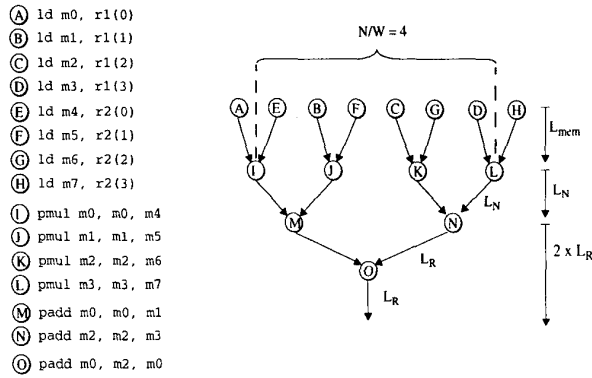 A ld m0, r1(0)
B ld m1, r1(1)
C ld m2, r1(2)
D ld m3, r1(3)
E ld m4, r2(0)
F ld m5, r2(1)
G ld m6, r2(2)
H ld m7, r2(3)
I pmul m0, m0, m4
J pmul m1, m1, m5
K pmul m2, m2, m6
L pmul m3, m3, m7
M padd m0, m0, m1
N padd m2, m2, m3
O padd m0, m2, m0
N/W = 4
A E B F C G D H
Lmem
I J K L
LN
LN
M N
LR
2 x LR
O
LR